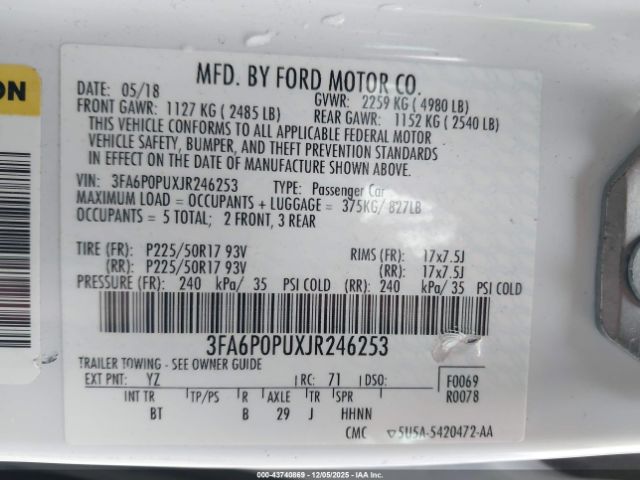 ON
MFD. BY FORD MOTOR CO.
DATE: 05/18
GVWR: 2259 KG ( 4980 LB)
FRONT GAWR: 1127 KG ( 2485 LB)
REAR GAWR: 1152 KG ( 2540 LB)
THIS VEHICLE CONFORMS TO ALL APPLICABLE FEDERAL MOTOR
VEHICLE SAFETY, BUMPER, AND THEFT PREVENTION STANDARDS
IN EFFECT ON THE DATE OF MANUFACTURE SHOWN ABOVE.
VIN: 3FA6P0PUXJR246253 TYPE: Passenger Car
MAXIMUM LOAD = OCCUPANTS + LUGGAGE = 375KG/ 827LB
OCCUPANTS = 5 TOTAL; 2 FRONT, 3 REAR
TIRE (FR): P225/50R17 93V RIMS (FR): 17x7.5J
(RR): P225/50R17 93V (RR): 17x7.5J
PRESSURE (FR): 240 kPa/ 35 PSI COLD (RR): 240 kPa/ 35 PSI COLD
3FA6P0PUXJR246253
TRAILER TOWING - SEE OWNER GUIDE
EXT PNT: YZ RC: 71 DSO: F0069
INT TR TP/PS R AXLE TR SPR R0078
BT B 29 J HHNN
CMC 5U5A-5420472-AA
000-43740869 12/05/2025 - COPYRIGHT IAA, LLC.